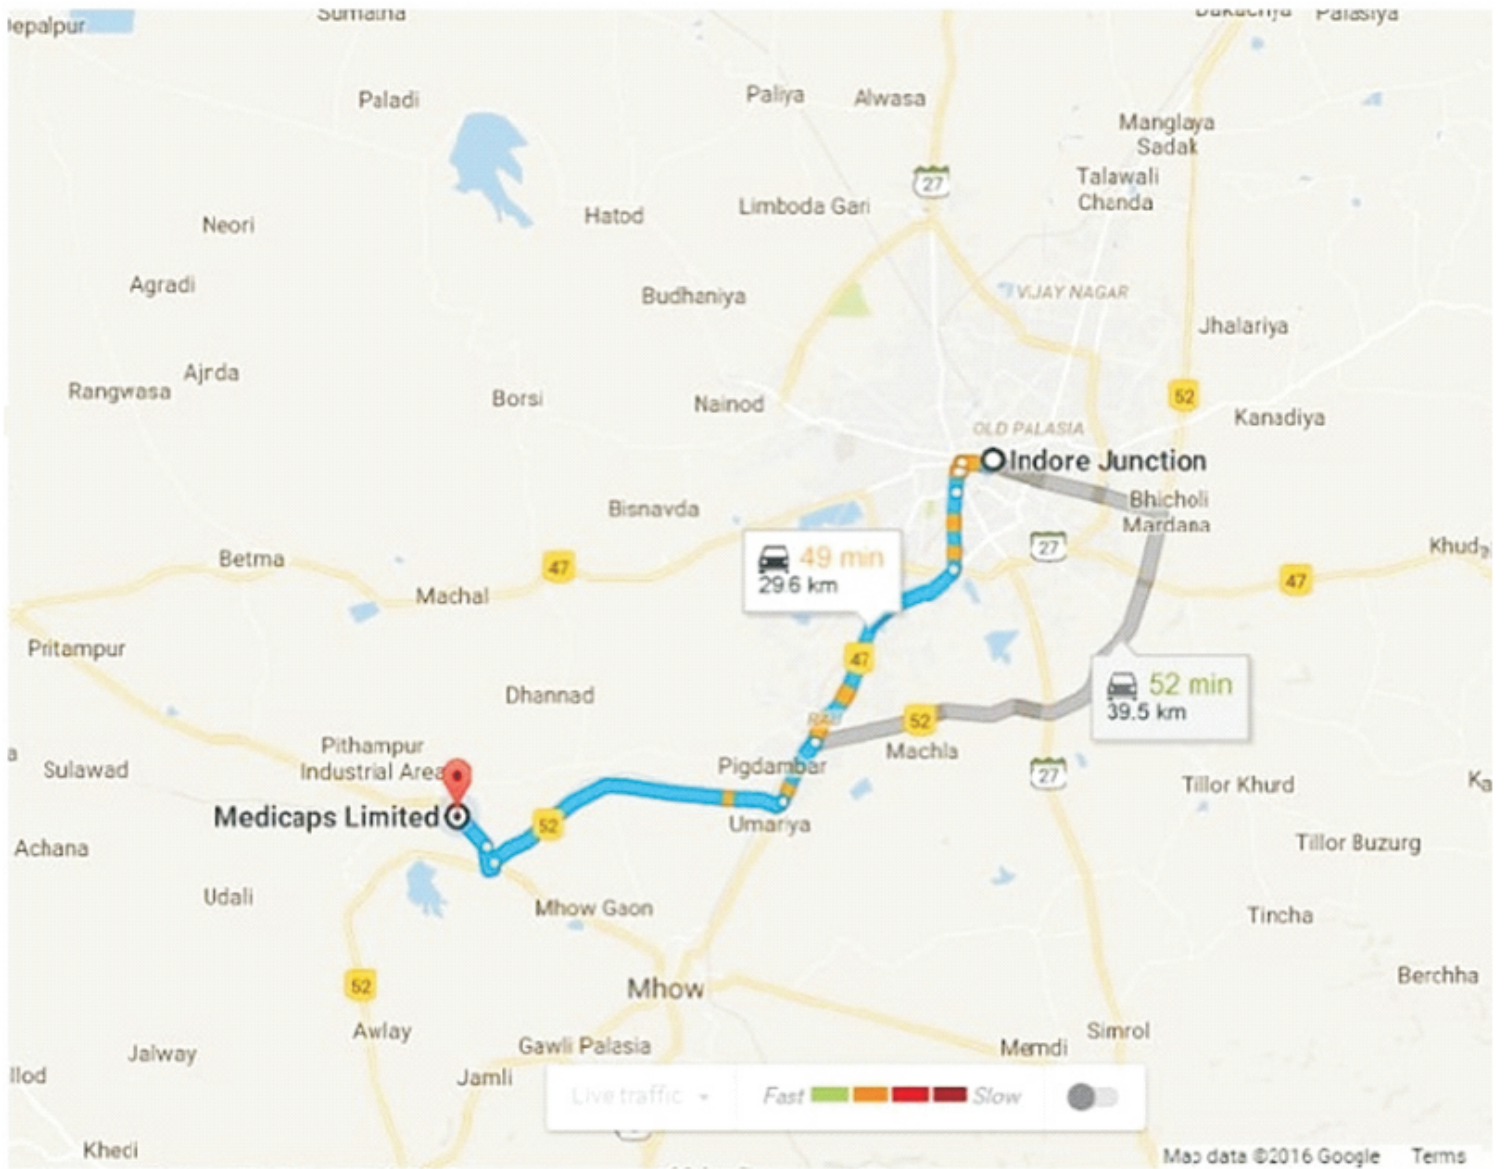 Sumatha
Palasiya
Paladi
Paliya
Alwasa
Manglaya
Sadak
27
Talawali
Chanda
Limboda Gari
Hatod
Neori
Agradi
Budhaniya
VIJAY NAGAR
Jhalariya
Ajrda
Rangwasa
Borsi
Nainod
52
Kanadiya
OLD PALASIA
Indore Junction
Bhicholi
Mardana
Bisnavda
49 min
29.6 km
27
Betma
47
Machal
47
Pritampur
47
52 min
39.5 km
Dhannad
RAU
52
Machla
Pithampur
Industrial Area
Sulawad
Pigdambar
27
Tillor Khurd
Medicaps Limited
52
Umariya
Achana
Tillor Buzurg
Udali
Mhow Gaon
Tincha
52
Mhow
Berchha
Awlay
Simrol
Jalway
Gawli Palasia
Memdi
Jamli
Live traffic
Fast
Slow
Khedi
Map data ©2016 Google
Terms